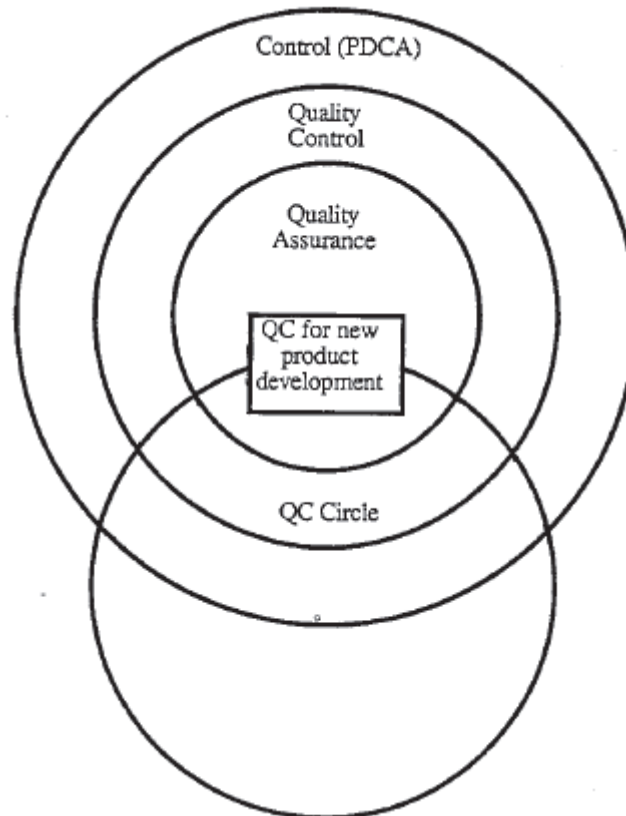 Control (PDCA)
Quality
Control
Quality
Assurance
QC for new
product
development
QC Circle